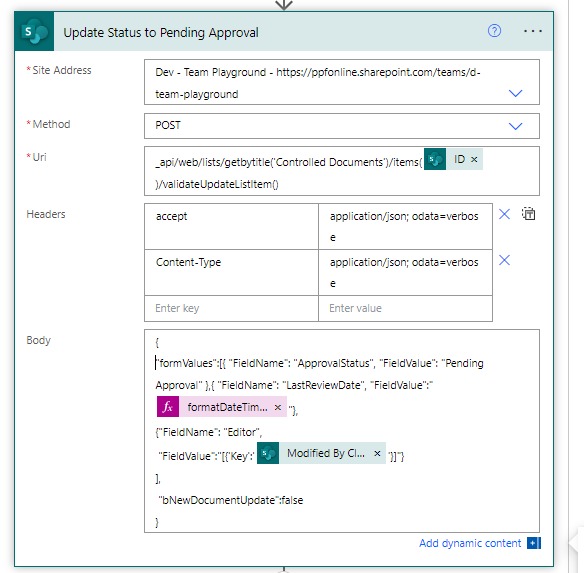 Update Status to Pending Approval
* Site Address
Dev - Team Playground - https://ppfonline.sharepoint.com/teams/d-
team-playground
* Method
POST
* Uri
_api/web/lists/getbytitle('Controlled Documents')/items( ID ×
)/validateUpdateListItem()
Headers
accept
application/json; odata=verbos
e
Content-Type
application/json; odata=verbos
e
Enter key
Enter value
Body
{
"formValues":[{ "FieldName": "ApprovalStatus", "FieldValue": "Pending
Approval" },{ "FieldName": "LastReviewDate", "FieldValue":"
fx formatDateTim... × "},
{"FieldName": "Editor",
"FieldValue":"[{'Key':' Modified By Cl... × '}]"}
],
"bNewDocumentUpdate":false
}
Add dynamic content